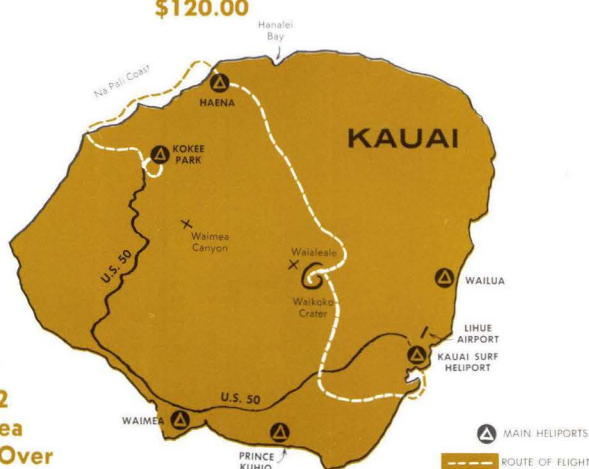 $120.00
Hanalei
Bay
Na Pali Coast
HAENA
KAUAI
KOKEE
PARK
Waimea
Canyon
Waialeale
U.S. 50
WAILUA
Waikoko
Crater
LIHUE
AIRPORT
KAUAI SURF
HELIPORT
U.S. 50
2
ea
Over
WAIMEA
PRINCE
KUHIO
MAIN HELIPORTS
ROUTE OF FLIGHT